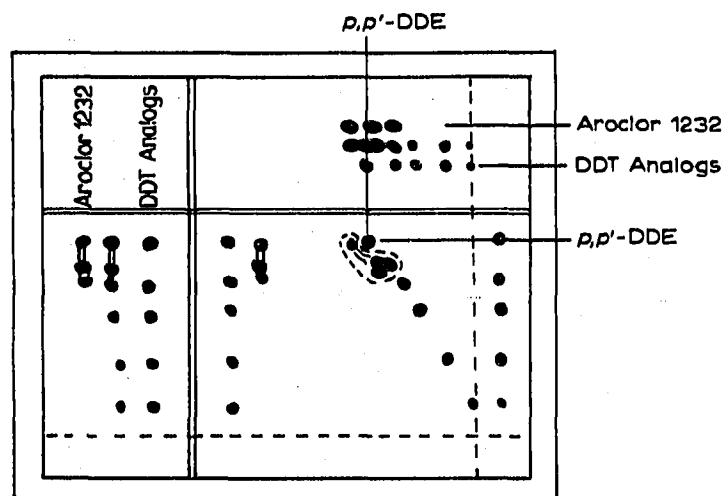 p,p'-DDE
Aroclor 1232
DDT Analogs
Aroclor 1232
DDT Analogs
p,p'-DDE